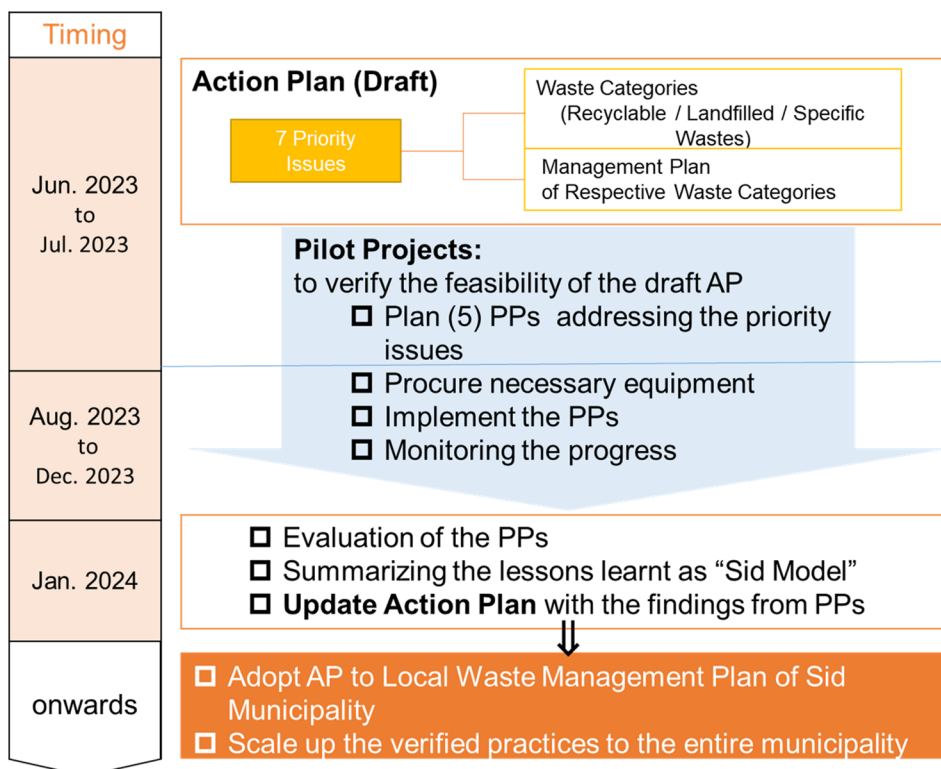 Timing
Jun. 2023
to
Jul. 2023
Action Plan (Draft)
7 Priority
Issues
Waste Categories
(Recyclable / Landfilled / Specific
Wastes)
Management Plan
of Respective Waste Categories
Pilot Projects:
to verify the feasibility of the draft AP
Plan (5) PPs addressing the priority
issues
Aug. 2023
to
Dec. 2023
Procure necessary equipment
Implement the PPs
Monitoring the progress
Jan. 2024
Evaluation of the PPs
Summarizing the lessons learnt as “Sid Model”
Update Action Plan with the findings from PPs
onwards
Adopt AP to Local Waste Management Plan of Sid
Municipality
Scale up the verified practices to the entire municipality